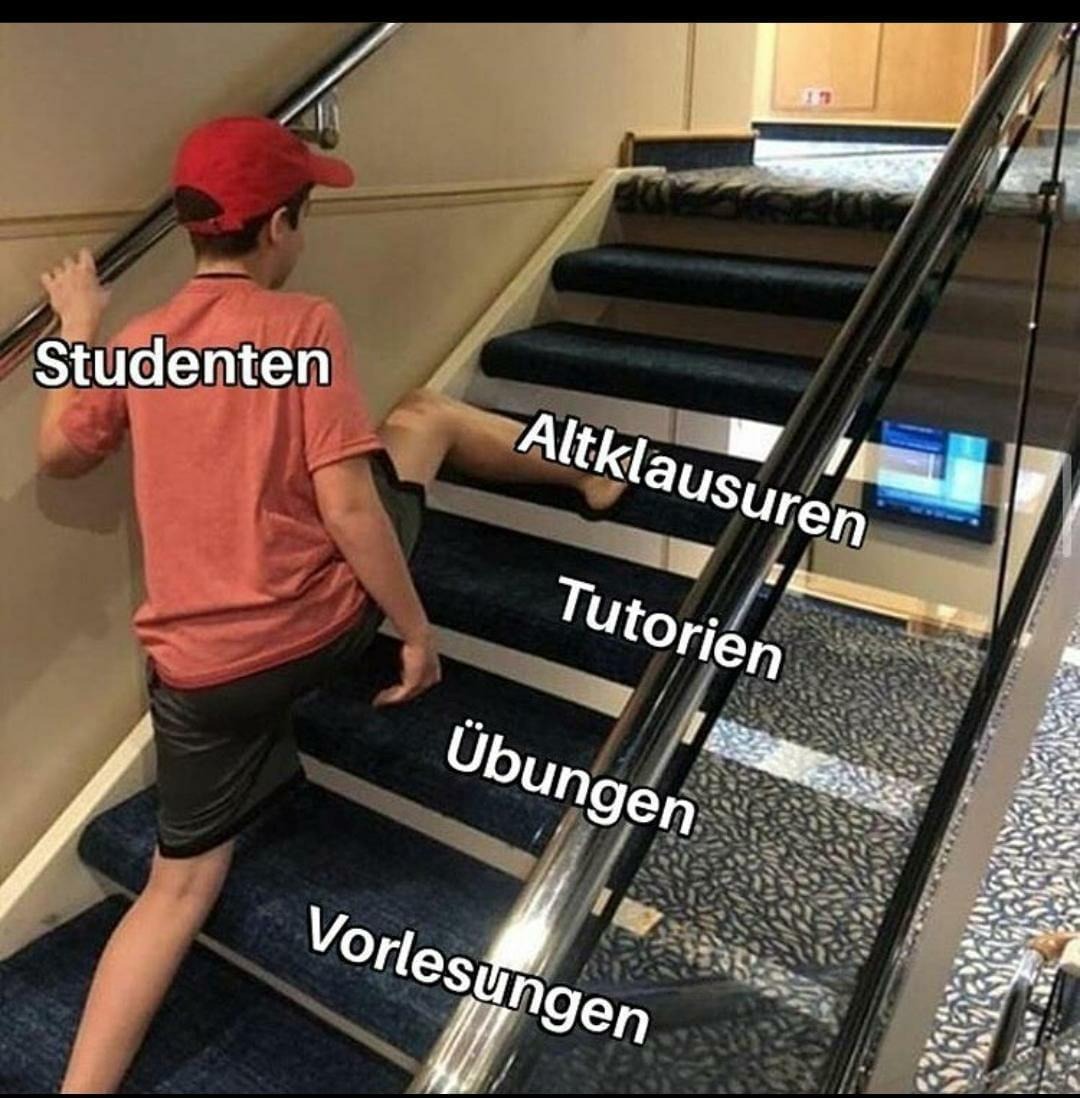 Studenten
Altklausuren
Tutorien
Übungen
Vorlesungen